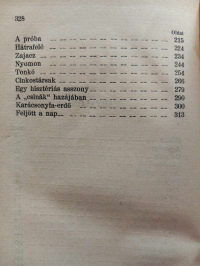 328
Oldal
A próba — — — — — — — — — 215
Hátrafelé — — — — — — — — 224
Zajacz — — — — — — — — — 234
Nyomon — — — — — — — — — 244
Tonkó — — — — — — — — — 254
Cinkostársak — — — — — — — 266
Egy hisztériás asszony — — — — — 279
A „csinák" hazájában — — — — — 290
Karácsonyfa-erdő — — — — — — 300
Feljött a nap... — — — — — — — 313